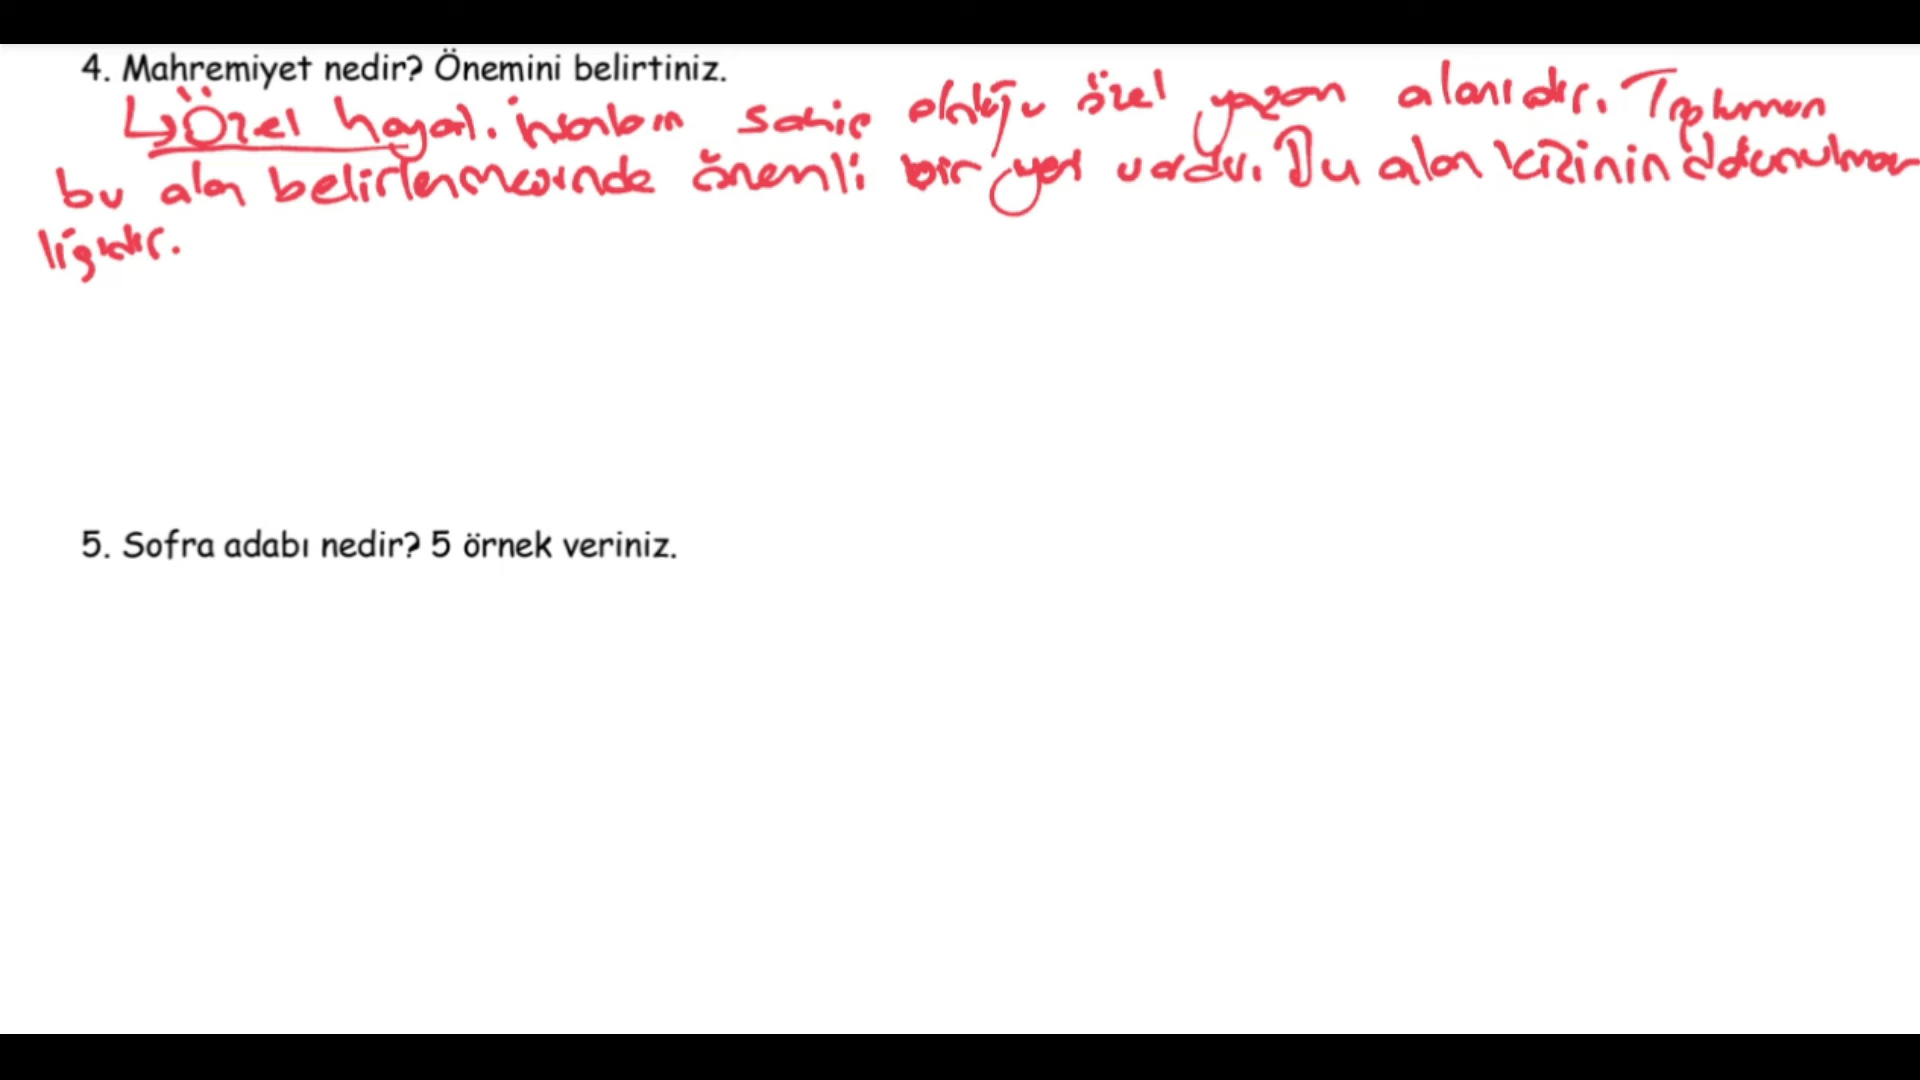 4. Mahremiyet nedir? Önemini belirtiniz.
↳Özel hayat. insanların sahip olduğu özel yaşam alanıdır. Toplumun
bu alan belirlenmesinde önemli bir yeri vardır. Bu alan kişinin dokunulmaz
lığıdır.
5. Sofra adabı nedir? 5 örnek veriniz.